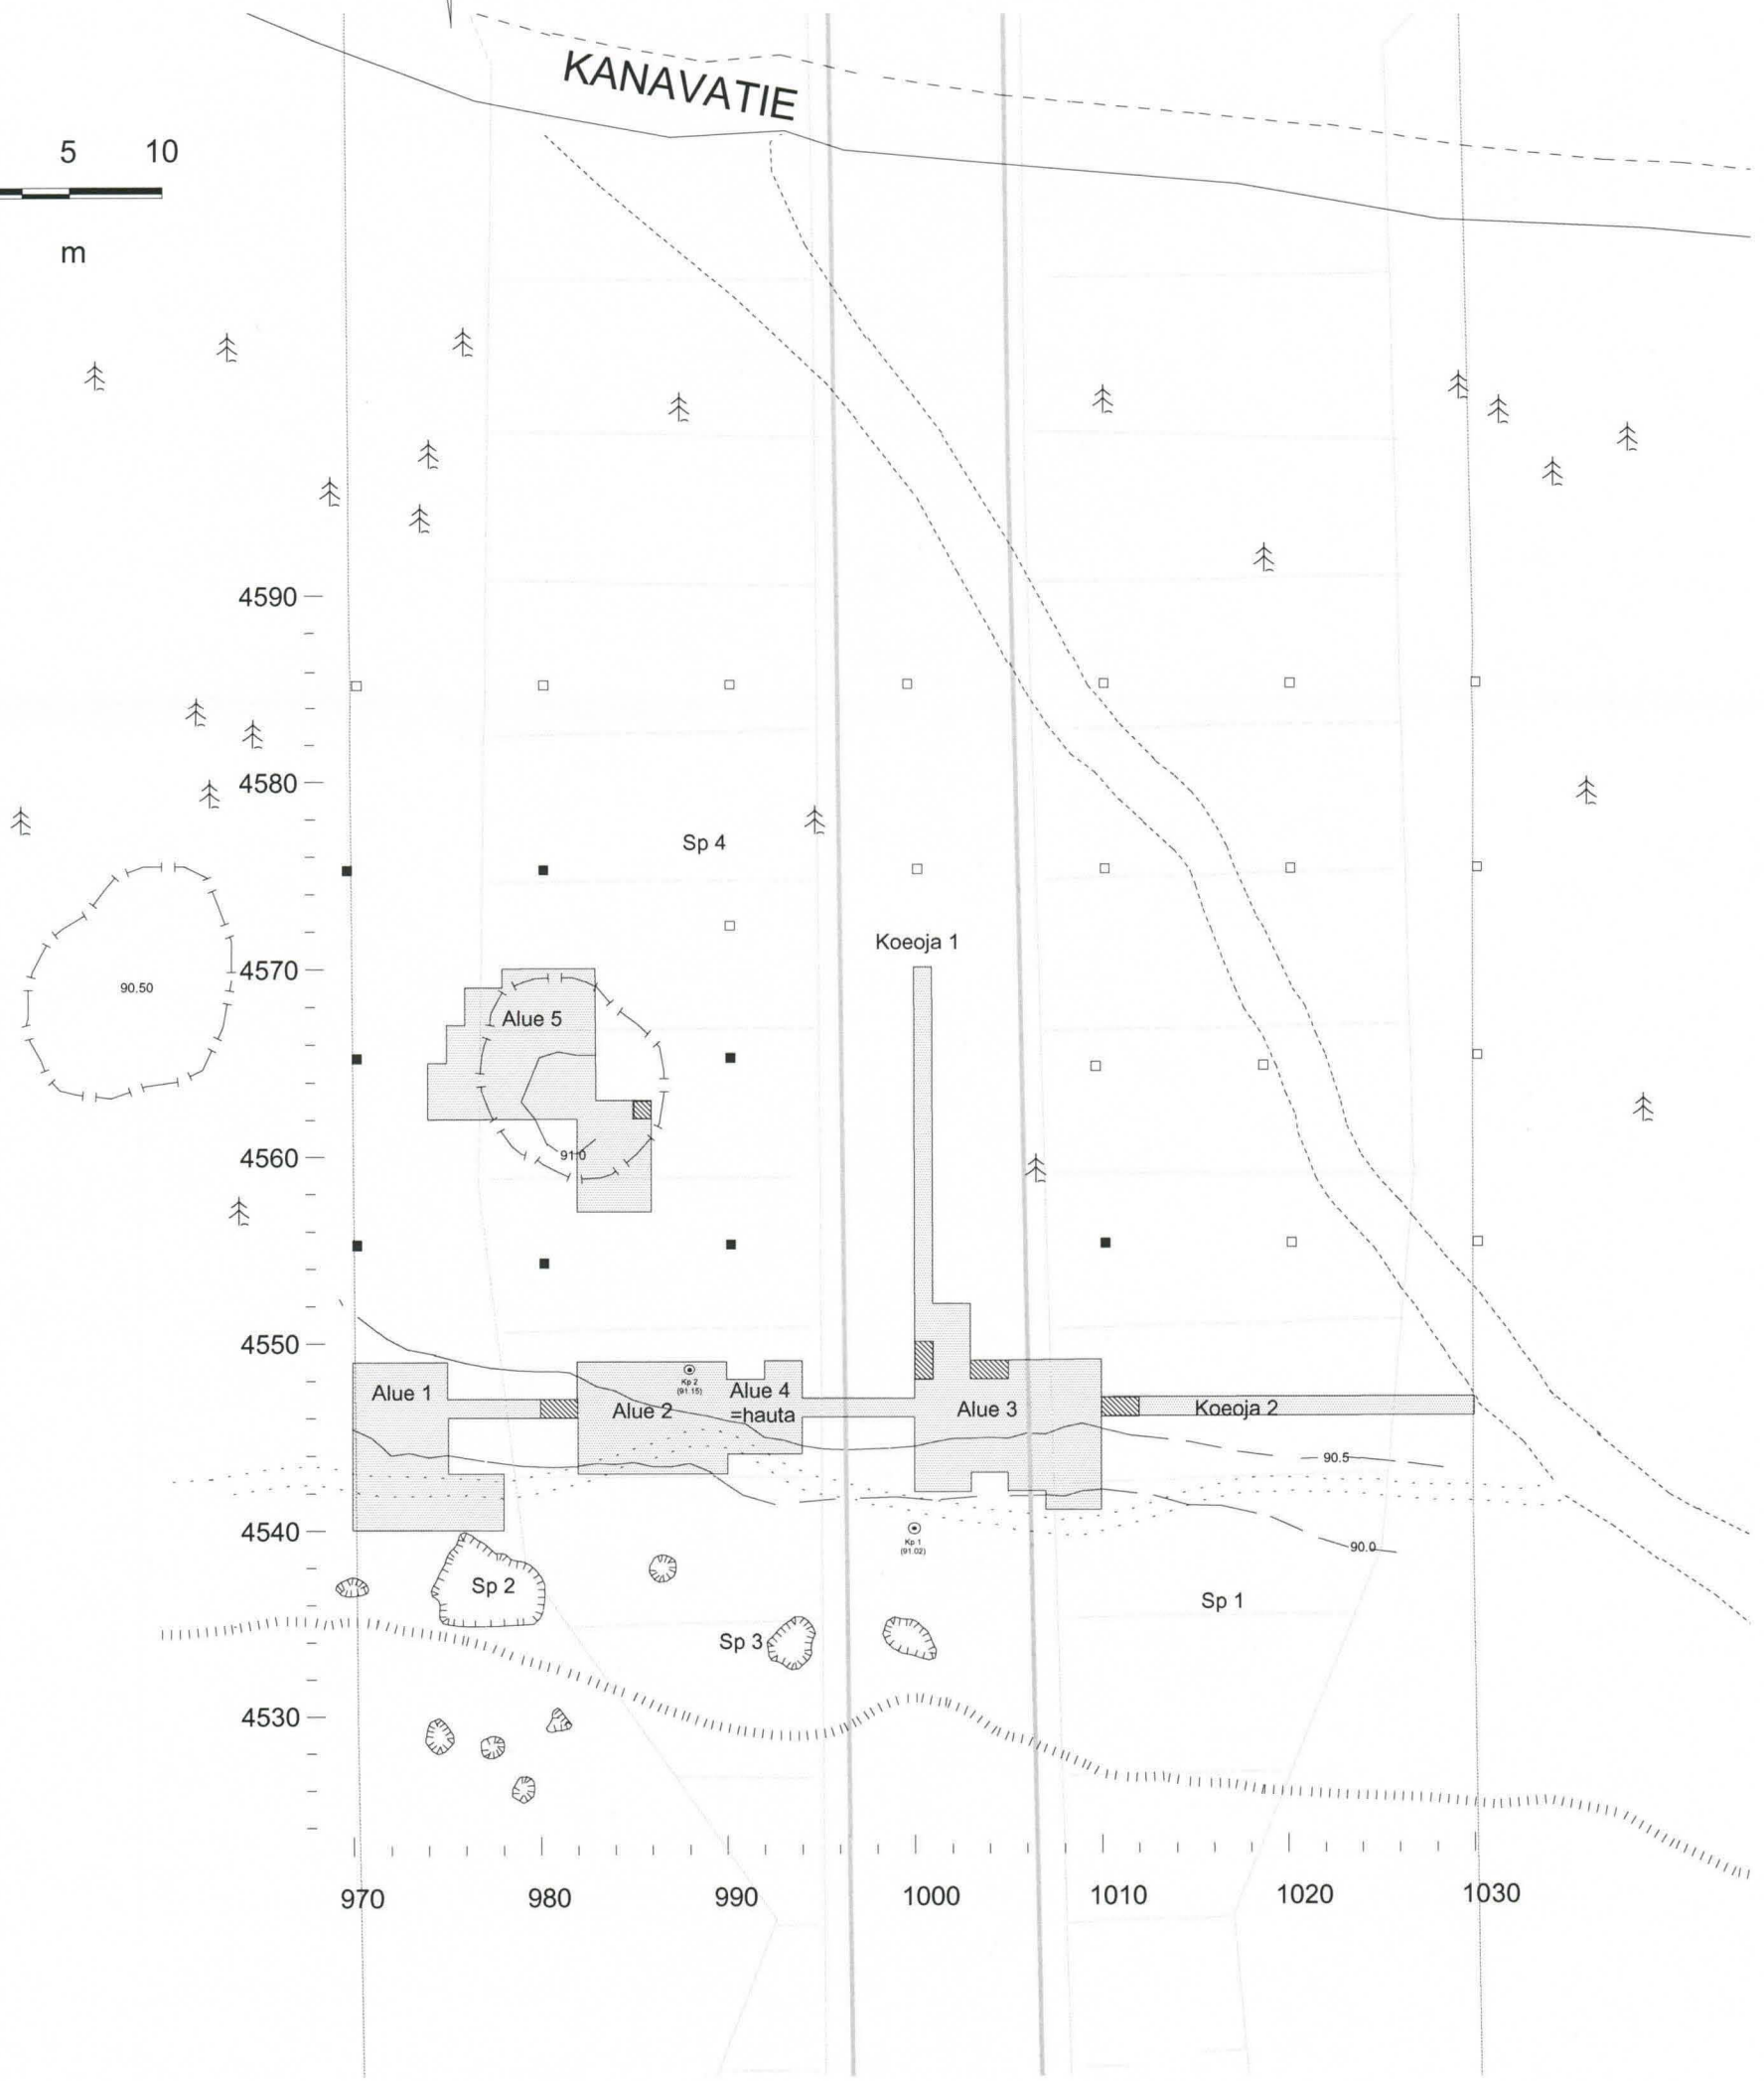 KANAVATIE
5 10
m
4590
4580
Sp 4
Koeoja 1
4570
90.50
Alue 5
4560
91.0
4550
Alue 1
Kp 2
(91.15)
Alue 2
Alue 4
=hauta
Alue 3
Koeoja 2
90.5
4540
Kp 1
(91.02)
90.0
Sp 2
Sp 1
Sp 3
4530
970 980 990 1000 1010 1020 1030